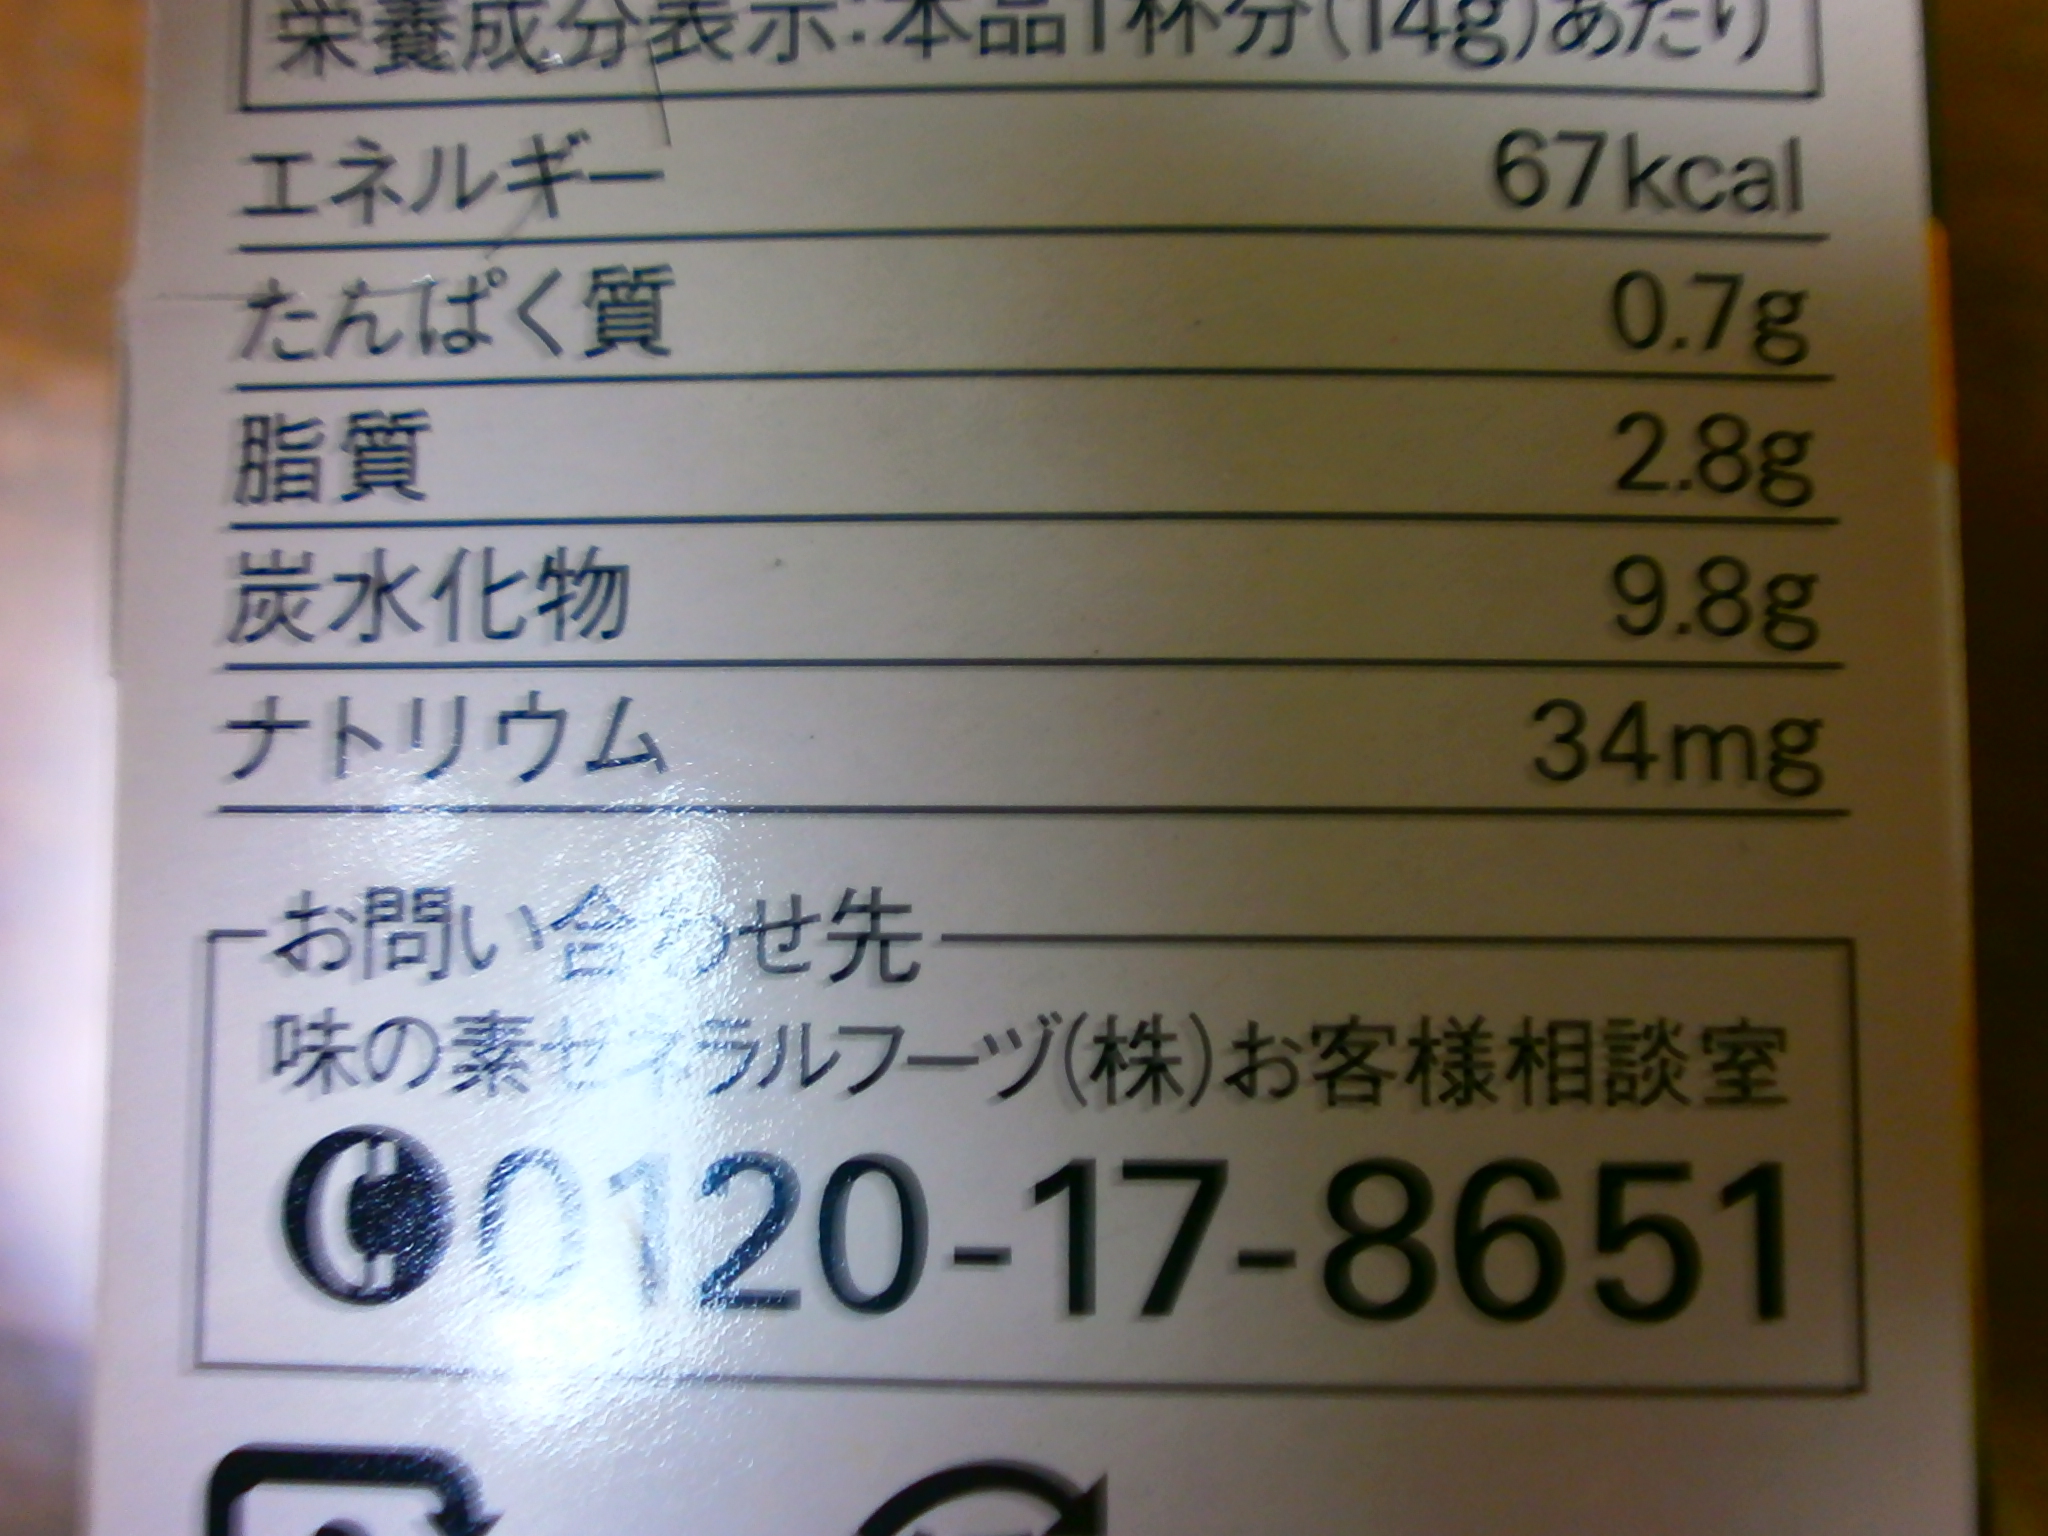 栄養成分表示:本品1杯分(14g)あたり
エネルギー 67kcal
たんぱく質 0.7g
脂質 2.8g
炭水化物 9.8g
ナトリウム 34mg
お問い合わせ先
味の素ゼネラルフーヅ(株)お客様相談室
0120-17-8651